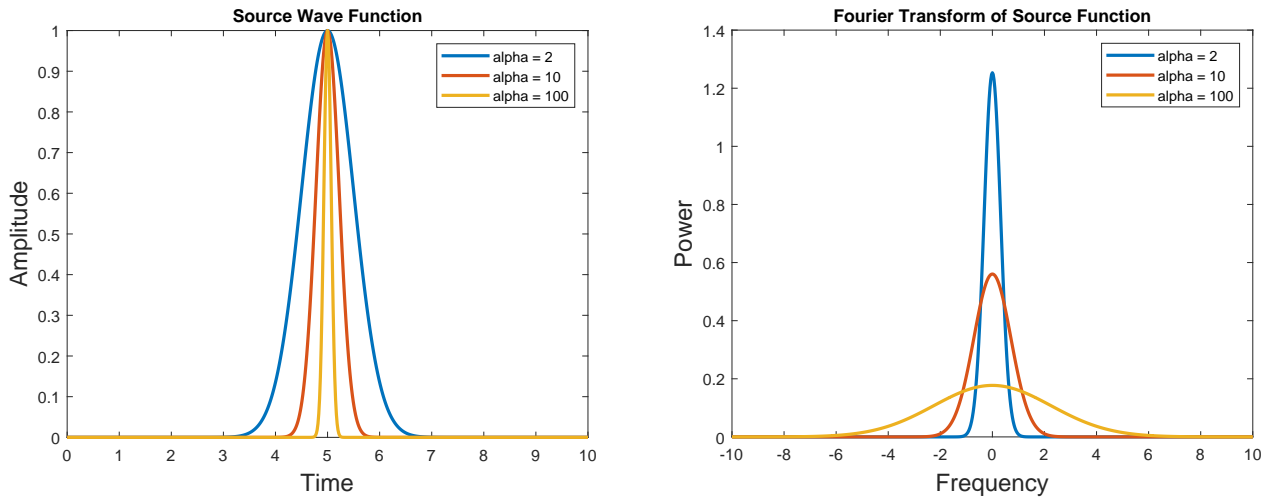 Source Wave Function
1
0.9
0.8
0.7
0.6
0.5
0.4
0.3
0.2
0.1
0
Amplitude
alpha = 2
alpha = 10
alpha = 100
0 1 2 3 4 5 6 7 8 9 10
Time
Fourier Transform of Source Function
1.4
1.2
1
0.8
0.6
0.4
0.2
0
Power
alpha = 2
alpha = 10
alpha = 100
-10 -8 -6 -4 -2 0 2 4 6 8 10
Frequency